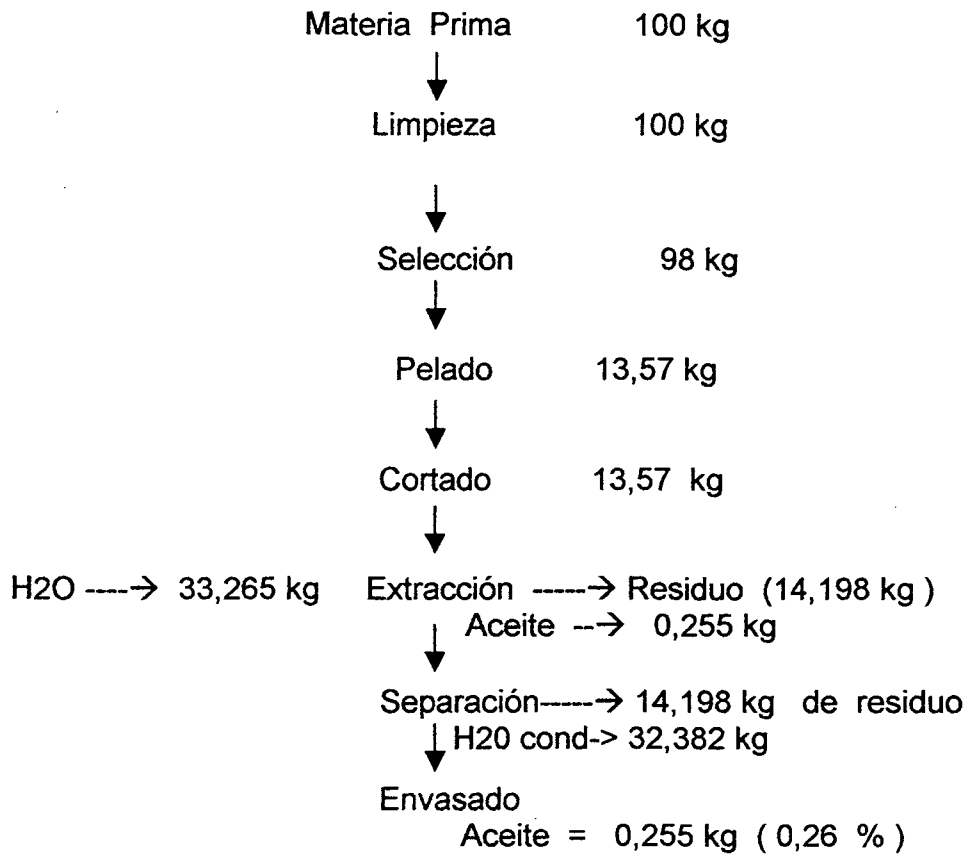 Materia Prima 100 kg
Limpieza 100 kg
Selección 98 kg
Pelado 13,57 kg
Cortado 13,57 kg
H2O ----→ 33,265 kg Extracción -----→ Residuo (14,198 kg )
Aceite --→ 0,255 kg
Separación-----→ 14,198 kg de residuo
H20 cond-> 32,382 kg
Envasado
Aceite = 0,255 kg ( 0,26 % )